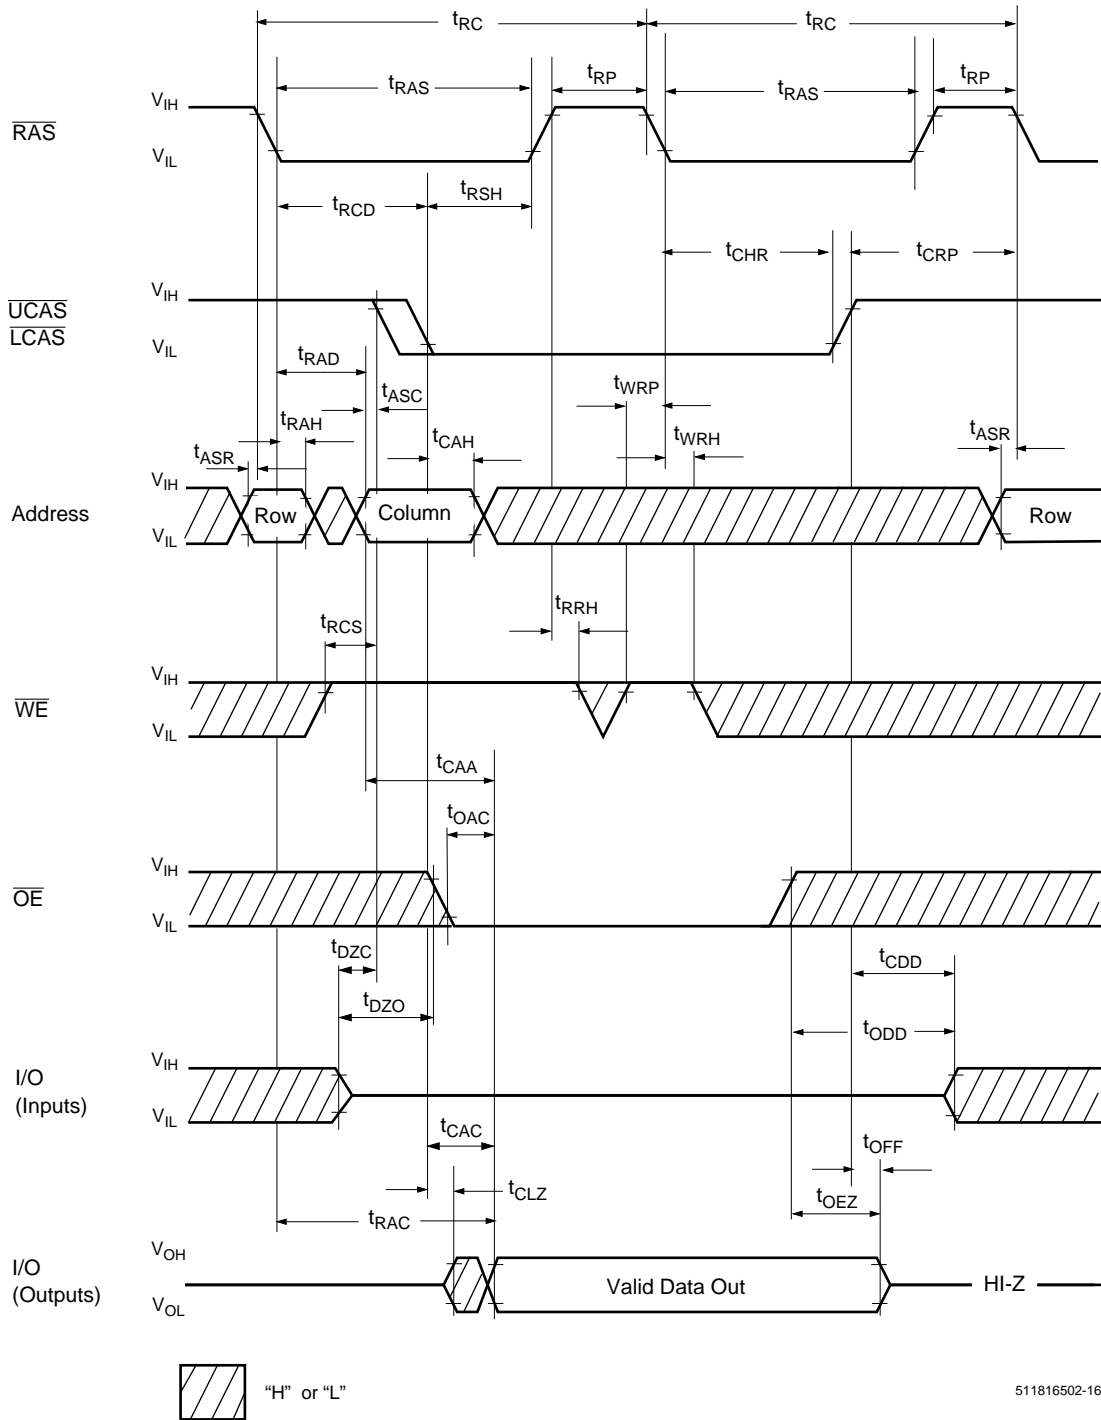 tRC tRC
tRAS tRP tRAS tRP
RAS VIH
VIL
tRCD tRSH
tCHR tCRP
UCAS VIH
LCAS VIL
tRAD
tASC tWRP
tRAH tCAH tWRH
tASR tASR
Address VIH
Row Column Row
VIL
tRRH
tRCS
WE VIH
VIL
tCAA
tOAC
OE VIH
VIL
tDZC tCDD
tDZO tODD
I/O VIH
(Inputs) VIL
tCAC tOFF
tCLZ tOEZ
tRAC
I/O VOH
(Outputs) Valid Data Out HI-Z
VOL
“H” or “L”
511816502-16